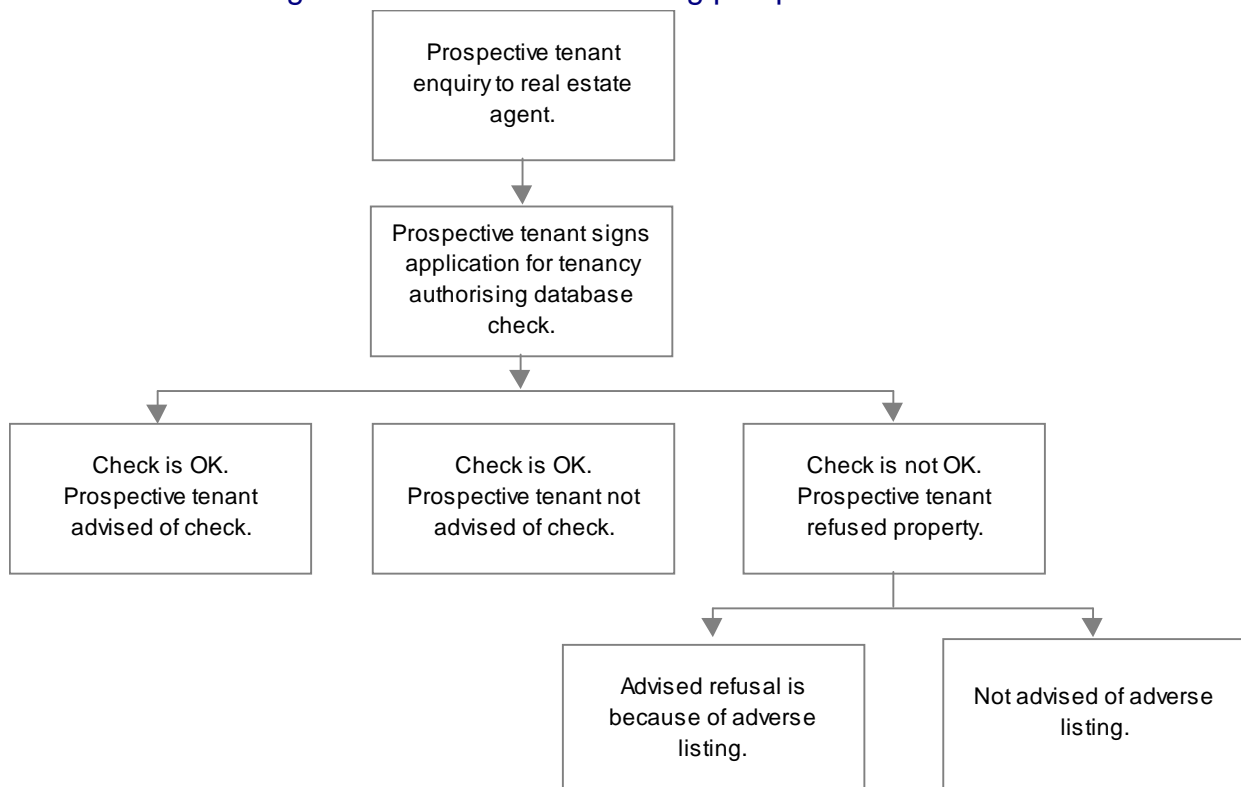 Prospective tenant
enquiry to real estate
agent.
Prospective tenant signs
application for tenancy
authorising database
check.
Check is OK.
Prospective tenant
advised of check.
Check is OK.
Prospective tenant not
advised of check.
Check is not OK.
Prospective tenant
refused property.
Advised refusal is
because of adverse
listing.
Not advised of adverse
listing.